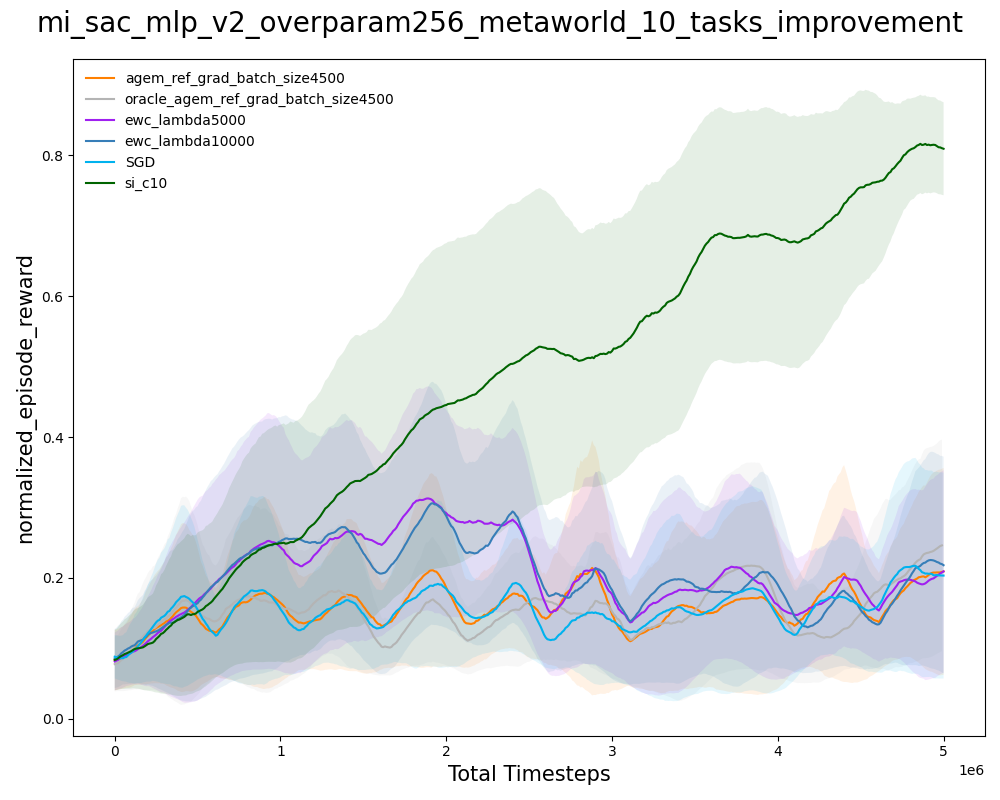 mi_sac_mlp_v2_overparam256_metaworld_10_tasks_improvement
agem_ref_grad_batch_size4500
oracle_agem_ref_grad_batch_size4500
ewc_lambda5000
ewc_lambda10000
SGD
si_c10
normalized_episode_reward
0.8
0.6
0.4
0.2
0.0
0 1 2 3 4 5
1e6
Total Timesteps